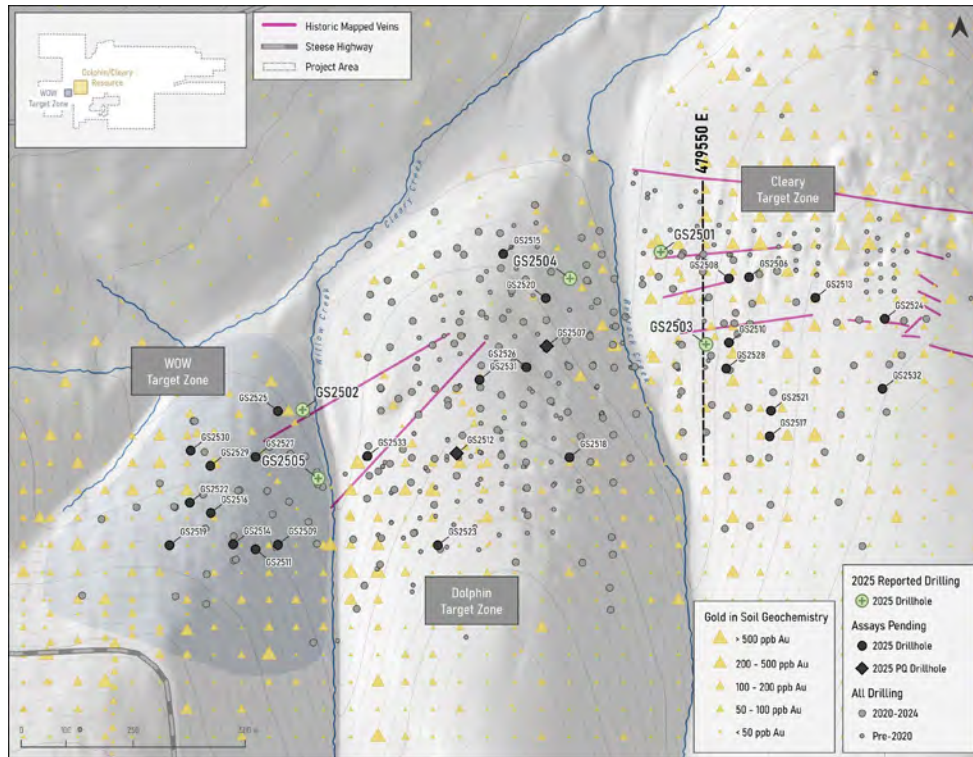 Historic Mapped Veins
Steese Highway
Project Area
Dolphin/Cleary
Resource
WOW
Target Zone
479550 E
Cleary
Target Zone
Cleary Creek
Willow Creek
GS2501
GS2515
GS2504
GS2520
GS2508
GS2506
GS2513
GS2524
GS2503
GS2510
GS2507
GS2526
GS2531
GS2528
GS2532
WOW
Target Zone
GS2502
GS2525
GS2521
GS2517
GS2530
GS2527
GS2529
GS2505
GS2533
GS2512
GS2518
GS2522
GS2516
GS2519
GS2514
GS2509
GS2511
GS2523
Dolphin
Target Zone
Gold in Soil Geochemistry
> 500 ppb Au
200 - 500 ppb Au
100 - 200 ppb Au
50 - 100 ppb Au
< 50 ppb Au
2025 Reported Drilling
2025 Drillhole
Assays Pending
2025 Drillhole
2025 PQ Drillhole
All Drilling
2020-2024
Pre-2020
0
100
250